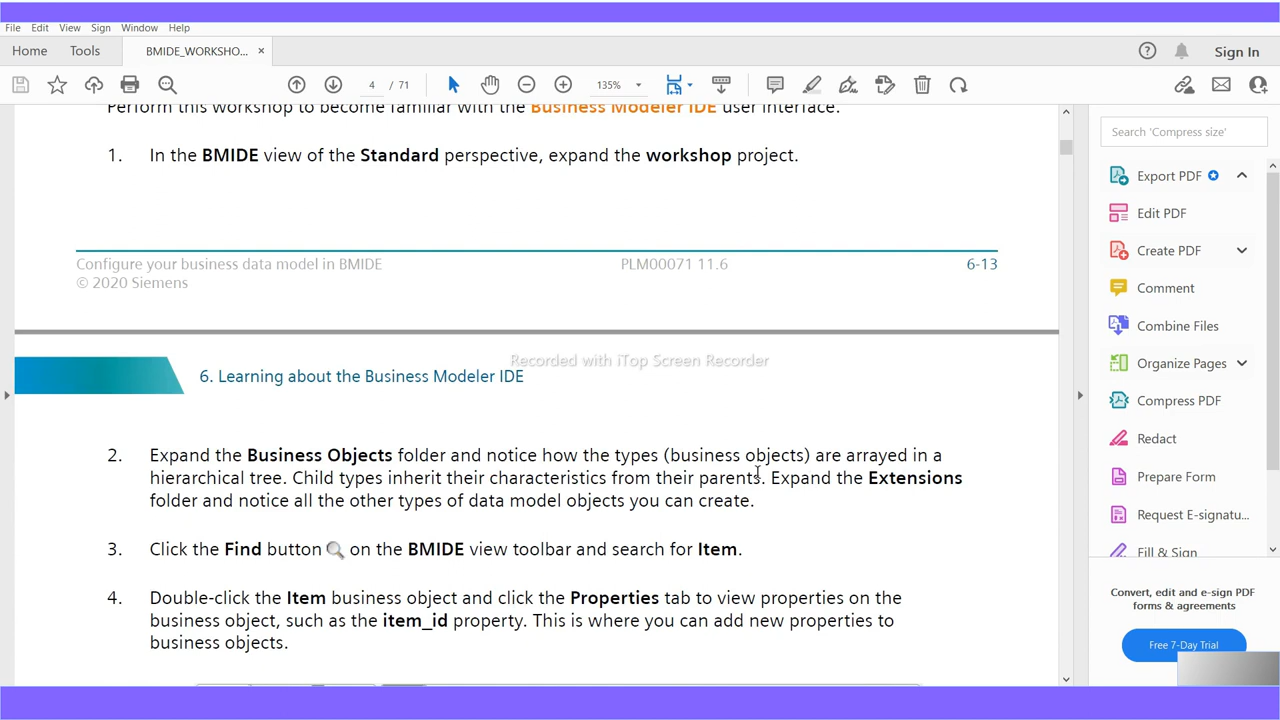 File Edit View Sign Window Help
Home Tools BMIDE_WORKSHO... × Sign In
4 / 71 135%
Perform this workshop to become familiar with the Business Modeler IDE user interface.
1. In the BMIDE view of the Standard perspective, expand the workshop project.
Configure your business data model in BMIDE PLM00071 11.6 6-13
© 2020 Siemens
Recorded with iTop Screen Recorder
6. Learning about the Business Modeler IDE
2. Expand the Business Objects folder and notice how the types (business objects) are arrayed in a
hierarchical tree. Child types inherit their characteristics from their parents. Expand the Extensions
folder and notice all the other types of data model objects you can create.
3. Click the Find button on the BMIDE view toolbar and search for Item.
4. Double-click the Item business object and click the Properties tab to view properties on the
business object, such as the item_id property. This is where you can add new properties to
business objects.
Search 'Compress size'
Export PDF
Edit PDF
Create PDF
Comment
Combine Files
Organize Pages
Compress PDF
Redact
Prepare Form
Request E-signatu...
Fill & Sign
Convert, edit and e-sign PDF
forms & agreements
Free 7-Day Trial